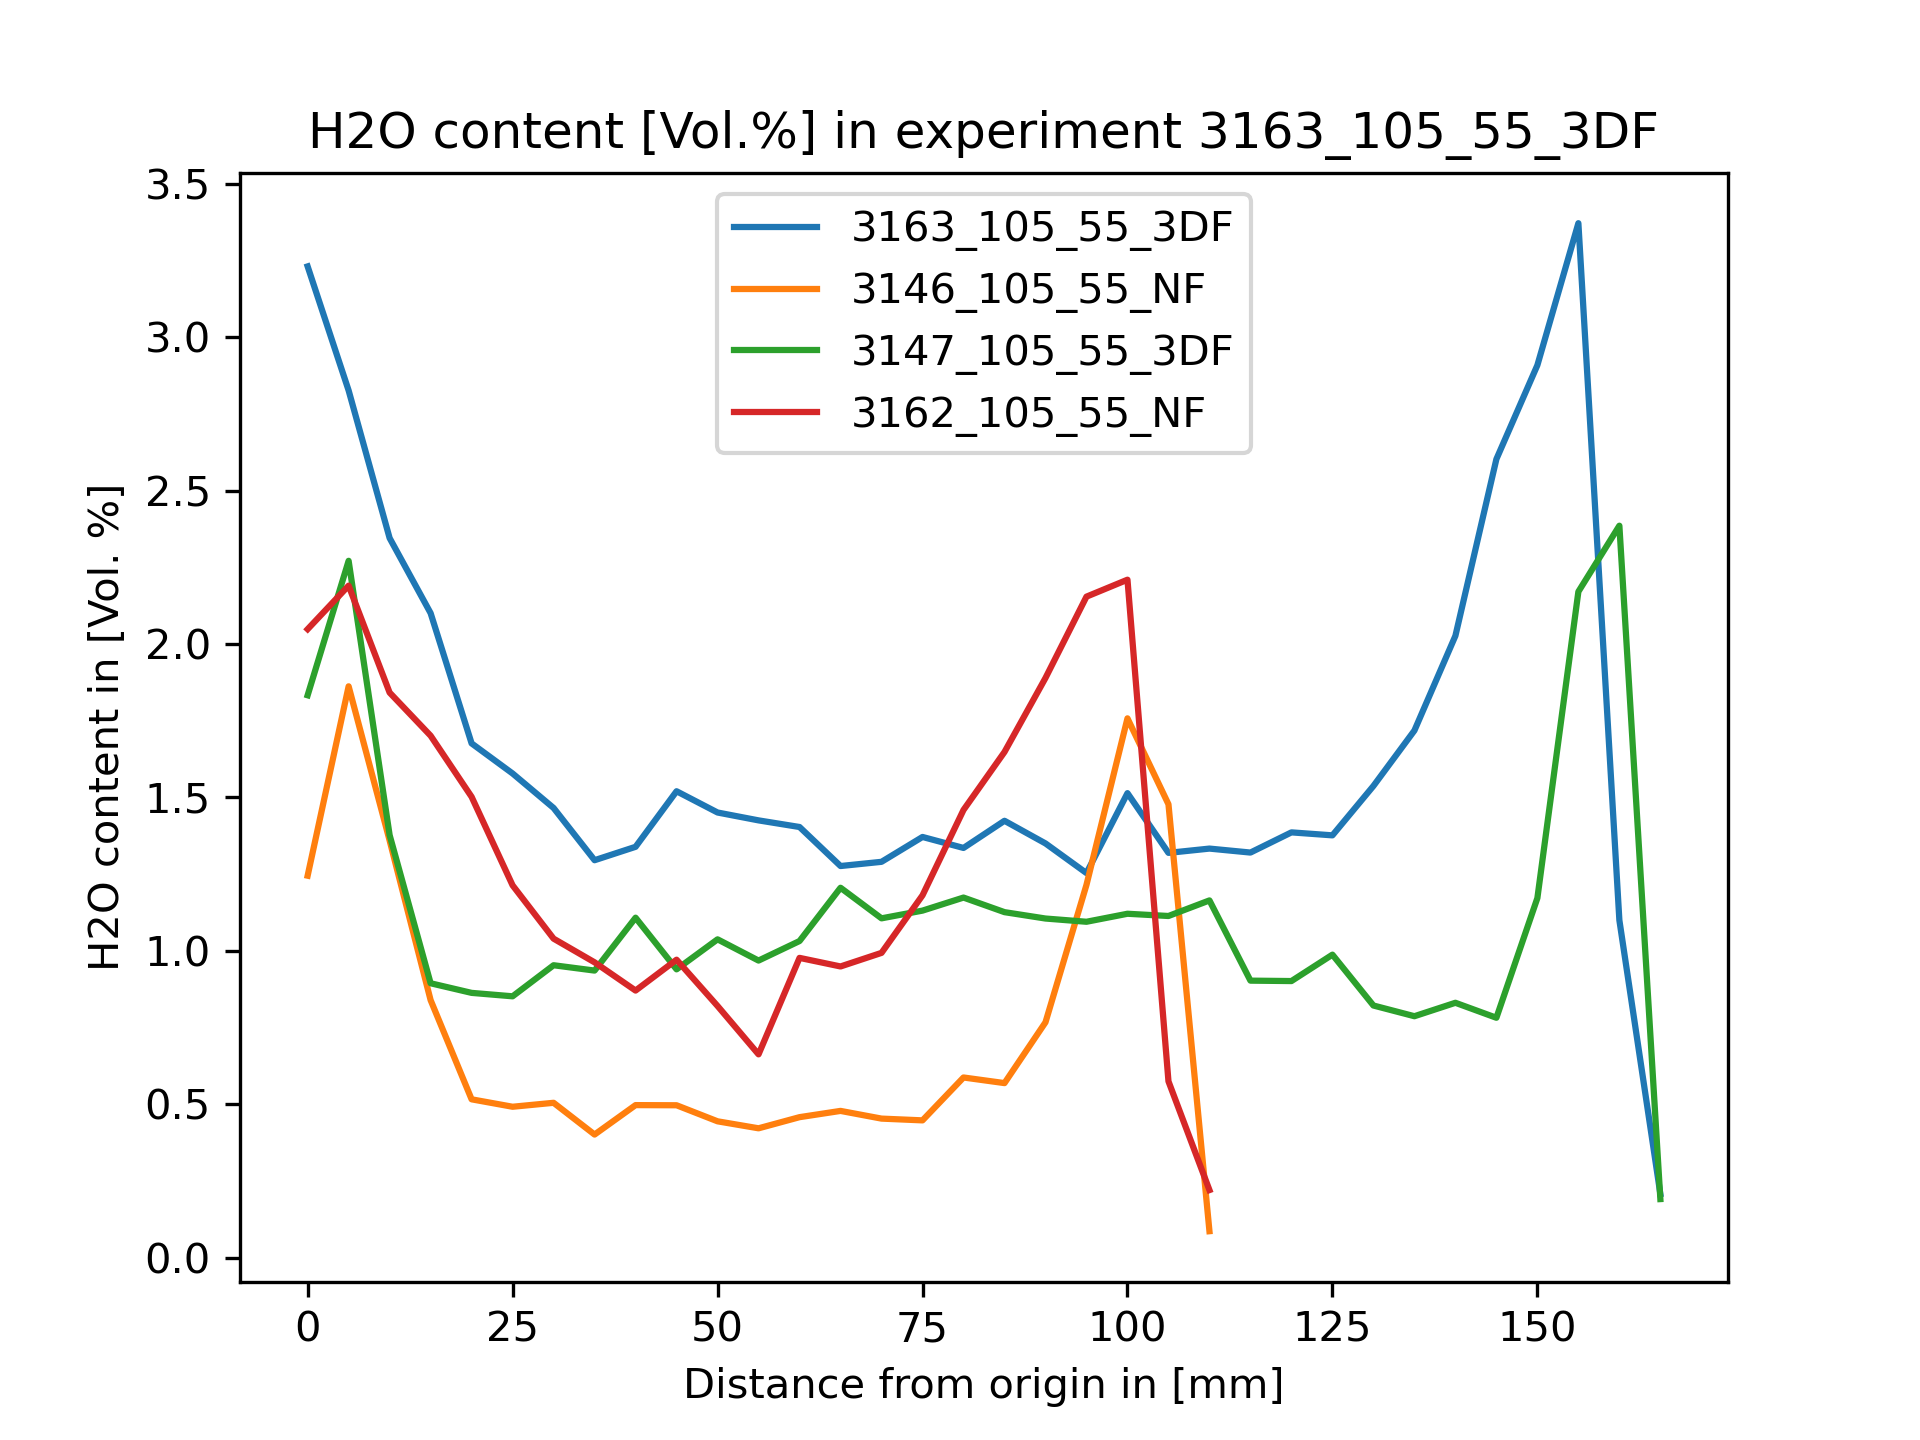 H2O content [Vol.%] in experiment 3163_105_55_3DF
3163_105_55_3DF
3146_105_55_NF
3147_105_55_3DF
3162_105_55_NF
H2O content in [Vol. %]
3.5
3.0
2.5
2.0
1.5
1.0
0.5
0.0
0 25 50 75 100 125 150
Distance from origin in [mm]